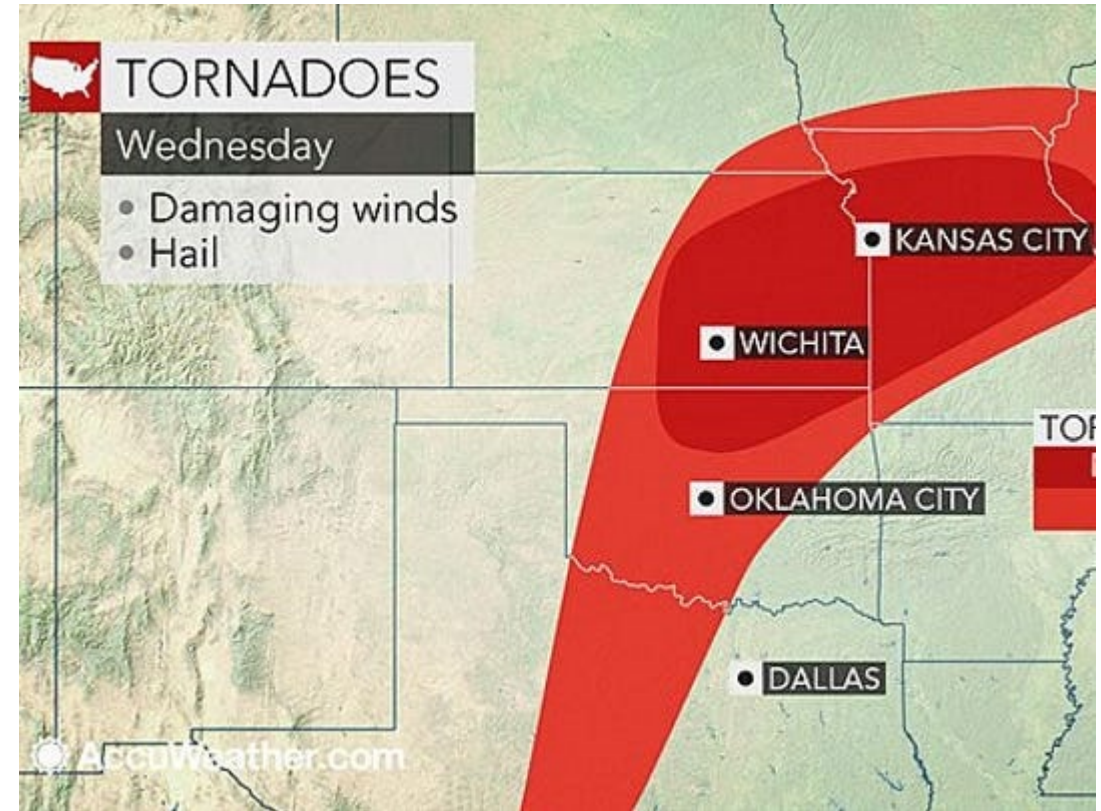 TORNADOES
Wednesday
• Damaging winds
• Hail
KANSAS CITY
WICHITA
OKLAHOMA CITY
DALLAS
AccuWeather.com